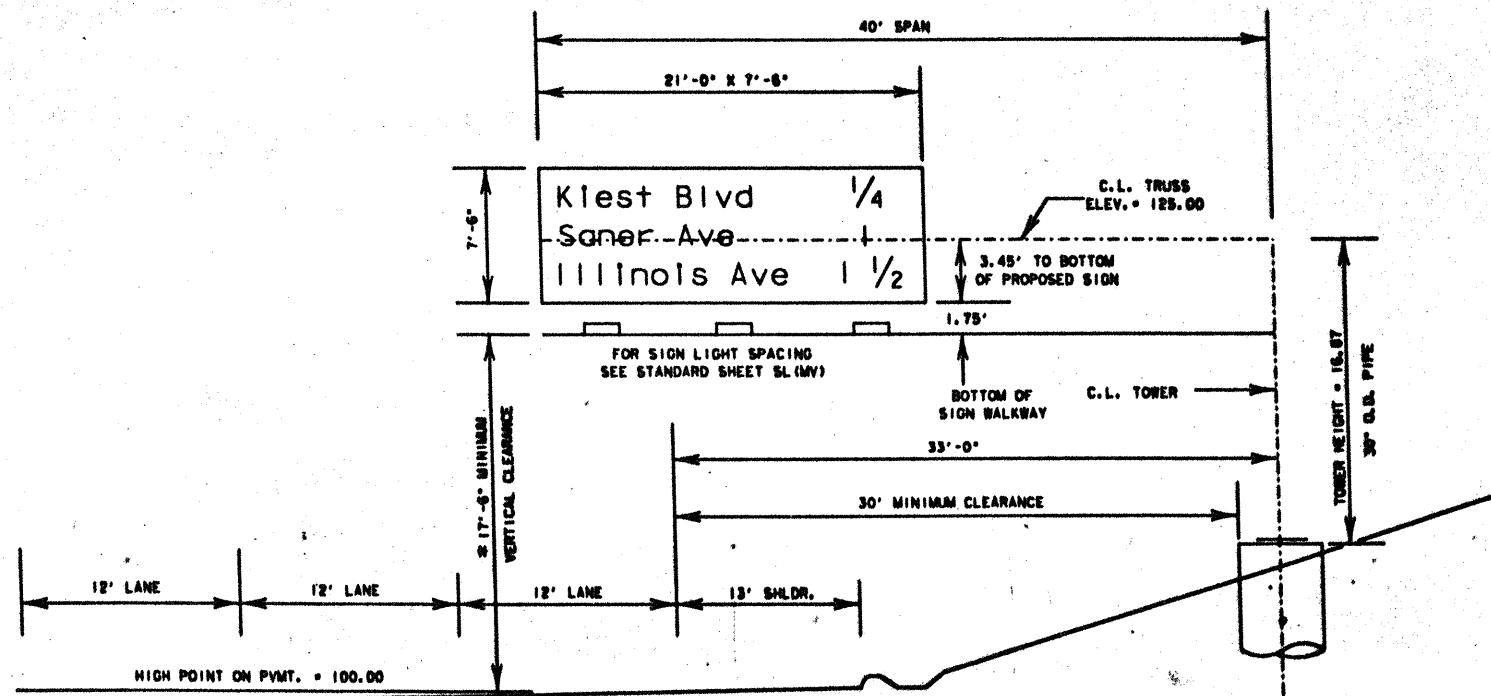 40' SPAN
21'-0" X 7'-6"
Kiest Blvd 1/4
Saner Ave 1
Illinois Ave 1 1/2
7'-6"
C.L. TRUSS
ELEV. = 125.00
3.45' TO BOTTOM
OF PROPOSED SIGN
1.75'
FOR SIGN LIGHT SPACING
SEE STANDARD SHEET SL(MV)
BOTTOM OF
SIGN WALKWAY
C.L. TOWER
TOWER HEIGHT = 16.87
30" O.D. PIPE
* 17'-6" MINIMUM
VERTICAL CLEARANCE
33'-0"
30' MINIMUM CLEARANCE
12' LANE
12' LANE
12' LANE
13' SHLDR.
HIGH POINT ON PVMT. = 100.00